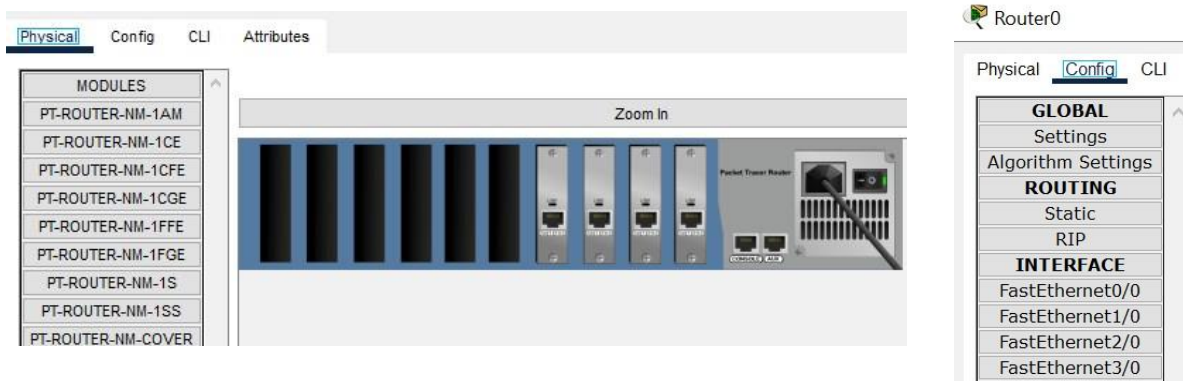 Physical Config CLI Attributes
MODULES
PT-ROUTER-NM-1AM
PT-ROUTER-NM-1CE
PT-ROUTER-NM-1CFE
PT-ROUTER-NM-1CGE
PT-ROUTER-NM-1FFE
PT-ROUTER-NM-1FGE
PT-ROUTER-NM-1S
PT-ROUTER-NM-1SS
PT-ROUTER-NM-COVER
Zoom In
Packet Tracer Router
CONSOLE AUX
Router0
Physical Config CLI
GLOBAL
Settings
Algorithm Settings
ROUTING
Static
RIP
INTERFACE
FastEthernet0/0
FastEthernet1/0
FastEthernet2/0
FastEthernet3/0